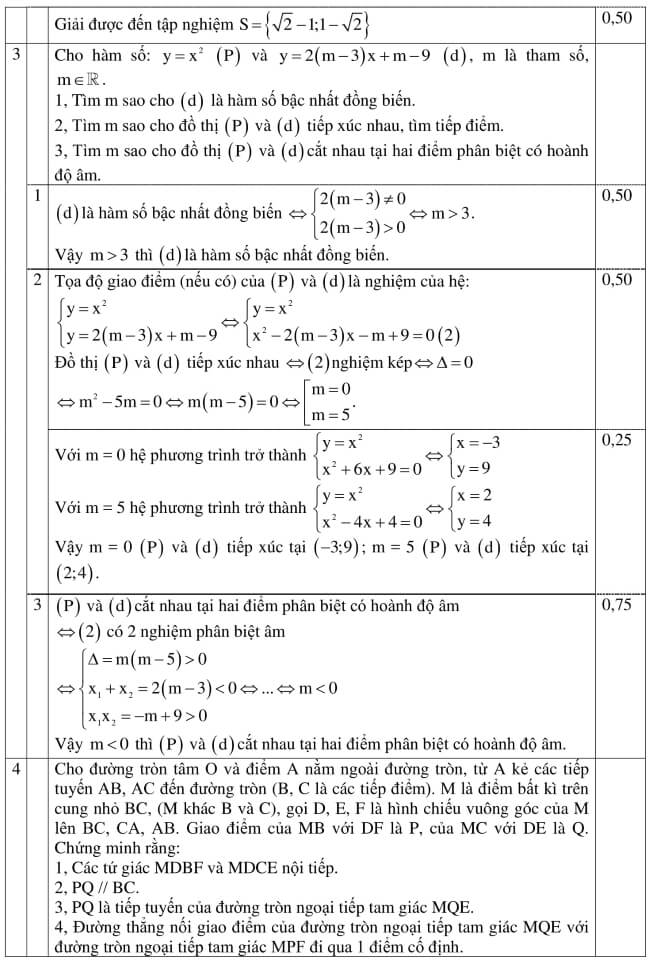 Giải được đến tập nghiệm S = {√2 −1;1−√2} 0,50
3 Cho hàm số: y = x² (P) và y = 2(m−3)x + m−9 (d), m là tham số,
m∈ℝ.
1, Tìm m sao cho (d) là hàm số bậc nhất đồng biến.
2, Tìm m sao cho đồ thị (P) và (d) tiếp xúc nhau, tìm tiếp điểm.
3, Tìm m sao cho đồ thị (P) và (d) cắt nhau tại hai điểm phân biệt có hoành
độ âm.
1 (d) là hàm số bậc nhất đồng biến ⇔ {2(m−3) ≠ 0; 2(m−3) > 0 ⇔ m > 3. 0,50
Vậy m > 3 thì (d) là hàm số bậc nhất đồng biến.
2 Tọa độ giao điểm (nếu có) của (P) và (d) là nghiệm của hệ: 0,50
{y = x²; y = 2(m−3)x + m−9 ⇔ {y = x²; x² −2(m−3)x − m + 9 = 0 (2)
Đồ thị (P) và (d) tiếp xúc nhau ⇔ (2) nghiệm kép ⇔ Δ = 0
⇔ m² −5m = 0 ⇔ m(m−5) = 0 ⇔ [m = 0; m = 5.
Với m = 0 hệ phương trình trở thành {y = x²; x² + 6x + 9 = 0 ⇔ {x = −3; y = 9 0,25
Với m = 5 hệ phương trình trở thành {y = x²; x² − 4x + 4 = 0 ⇔ {x = 2; y = 4
Vậy m = 0 (P) và (d) tiếp xúc tại (−3;9); m = 5 (P) và (d) tiếp xúc tại
(2;4).
3 (P) và (d) cắt nhau tại hai điểm phân biệt có hoành độ âm 0,75
⇔ (2) có 2 nghiệm phân biệt âm
⇔ {Δ = m(m−5) > 0; x₁ + x₂ = 2(m−3) < 0; x₁x₂ = −m + 9 > 0 ⇔ ... ⇔ m < 0
Vậy m < 0 thì (P) và (d) cắt nhau tại hai điểm phân biệt có hoành độ âm.
4 Cho đường tròn tâm O và điểm A nằm ngoài đường tròn, từ A kẻ các tiếp
tuyến AB, AC đến đường tròn (B, C là các tiếp điểm). M là điểm bất kì trên
cung nhỏ BC, (M khác B và C), gọi D, E, F là hình chiếu vuông góc của M
lên BC, CA, AB. Giao điểm của MB với DF là P, của MC với DE là Q.
Chứng minh rằng:
1, Các tứ giác MDBF và MDCE nội tiếp.
2, PQ // BC.
3, PQ là tiếp tuyến của đường tròn ngoại tiếp tam giác MQE.
4, Đường thẳng nối giao điểm của đường tròn ngoại tiếp tam giác MQE với
đường tròn ngoại tiếp tam giác MPF đi qua 1 điểm cố định.